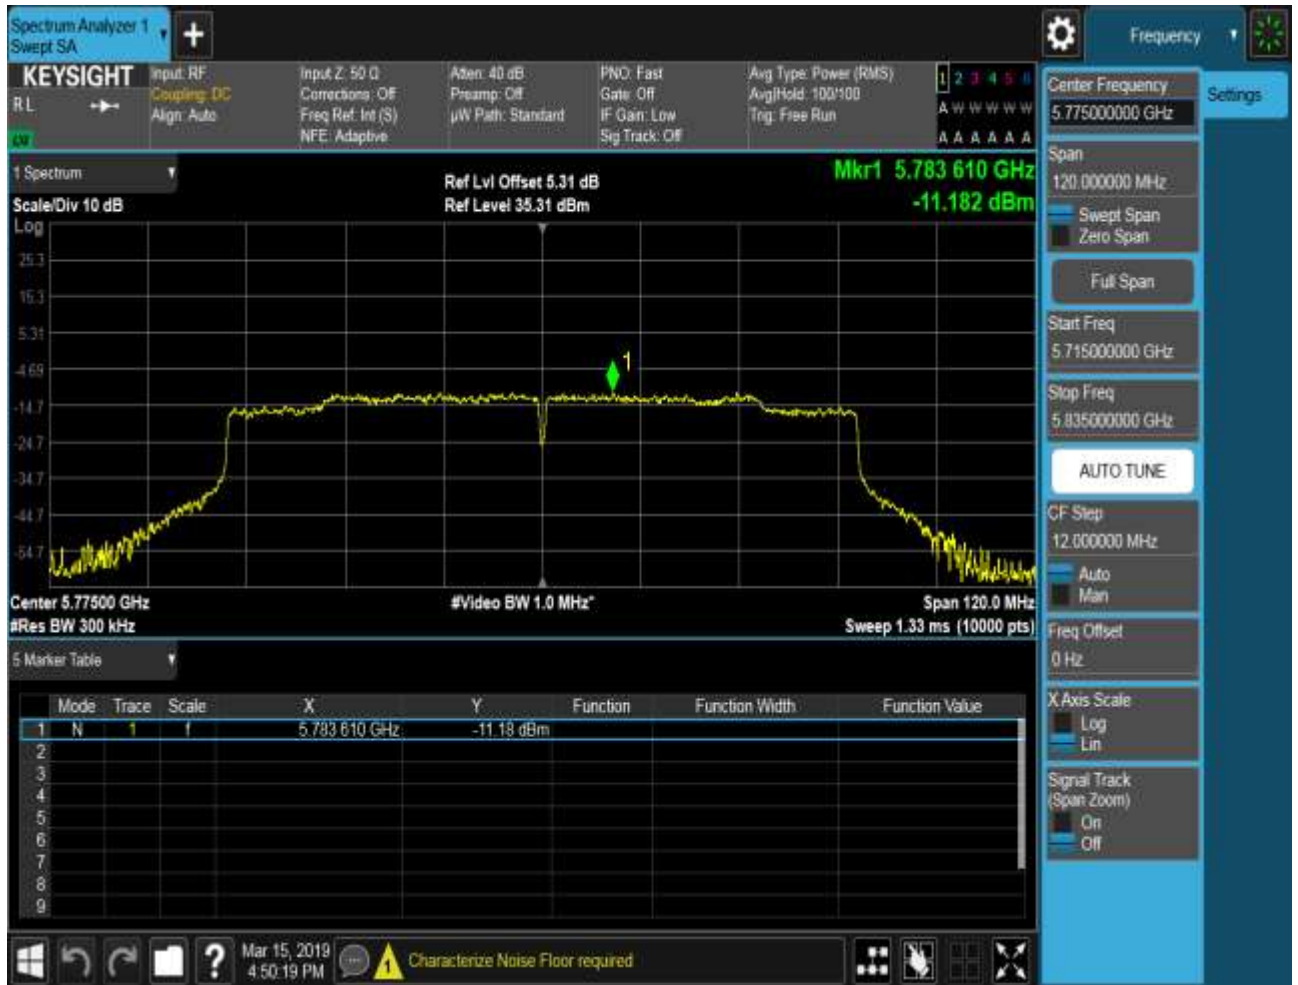 Spectrum Analyzer 1
Swept SA
Frequency
KEYSIGHT
R L
Input: RF
Coupling: DC
Align: Auto
Input Z: 50 Ω
Corrections: Off
Freq Ref: Int (S)
NFE: Adaptive
Atten: 40 dB
Preamp: Off
µW Path: Standard
PNO: Fast
Gate: Off
IF Gain: Low
Sig Track: Off
Avg Type: Power (RMS)
Avg|Hold: 100/100
Trig: Free Run
1 2 3 4 5 6
A W W W W W
A A A A A A
1 Spectrum
Scale/Div 10 dB
Ref Lvl Offset 5.31 dB
Ref Level 35.31 dBm
Mkr1 5.783 610 GHz
-11.182 dBm
Log
25.3
15.3
5.31
-4.69
-14.7
-24.7
-34.7
-44.7
-54.7
1
Center 5.77500 GHz
#Res BW 300 kHz
#Video BW 1.0 MHz*
Span 120.0 MHz
Sweep 1.33 ms (10000 pts)
5 Marker Table
Mode Trace Scale X Y Function Function Width Function Value
1 N 1 f 5.783 610 GHz -11.18 dBm
2
3
4
5
6
7
8
9
Mar 15, 2019
4:50:19 PM
?
1
Characterize Noise Floor required
Center Frequency
5.775000000 GHz
Settings
Span
120.000000 MHz
Swept Span
Zero Span
Full Span
Start Freq
5.715000000 GHz
Stop Freq
5.835000000 GHz
AUTO TUNE
CF Step
12.000000 MHz
Auto
Man
Freq Offset
0 Hz
X Axis Scale
Log
Lin
Signal Track
(Span Zoom)
On
Off